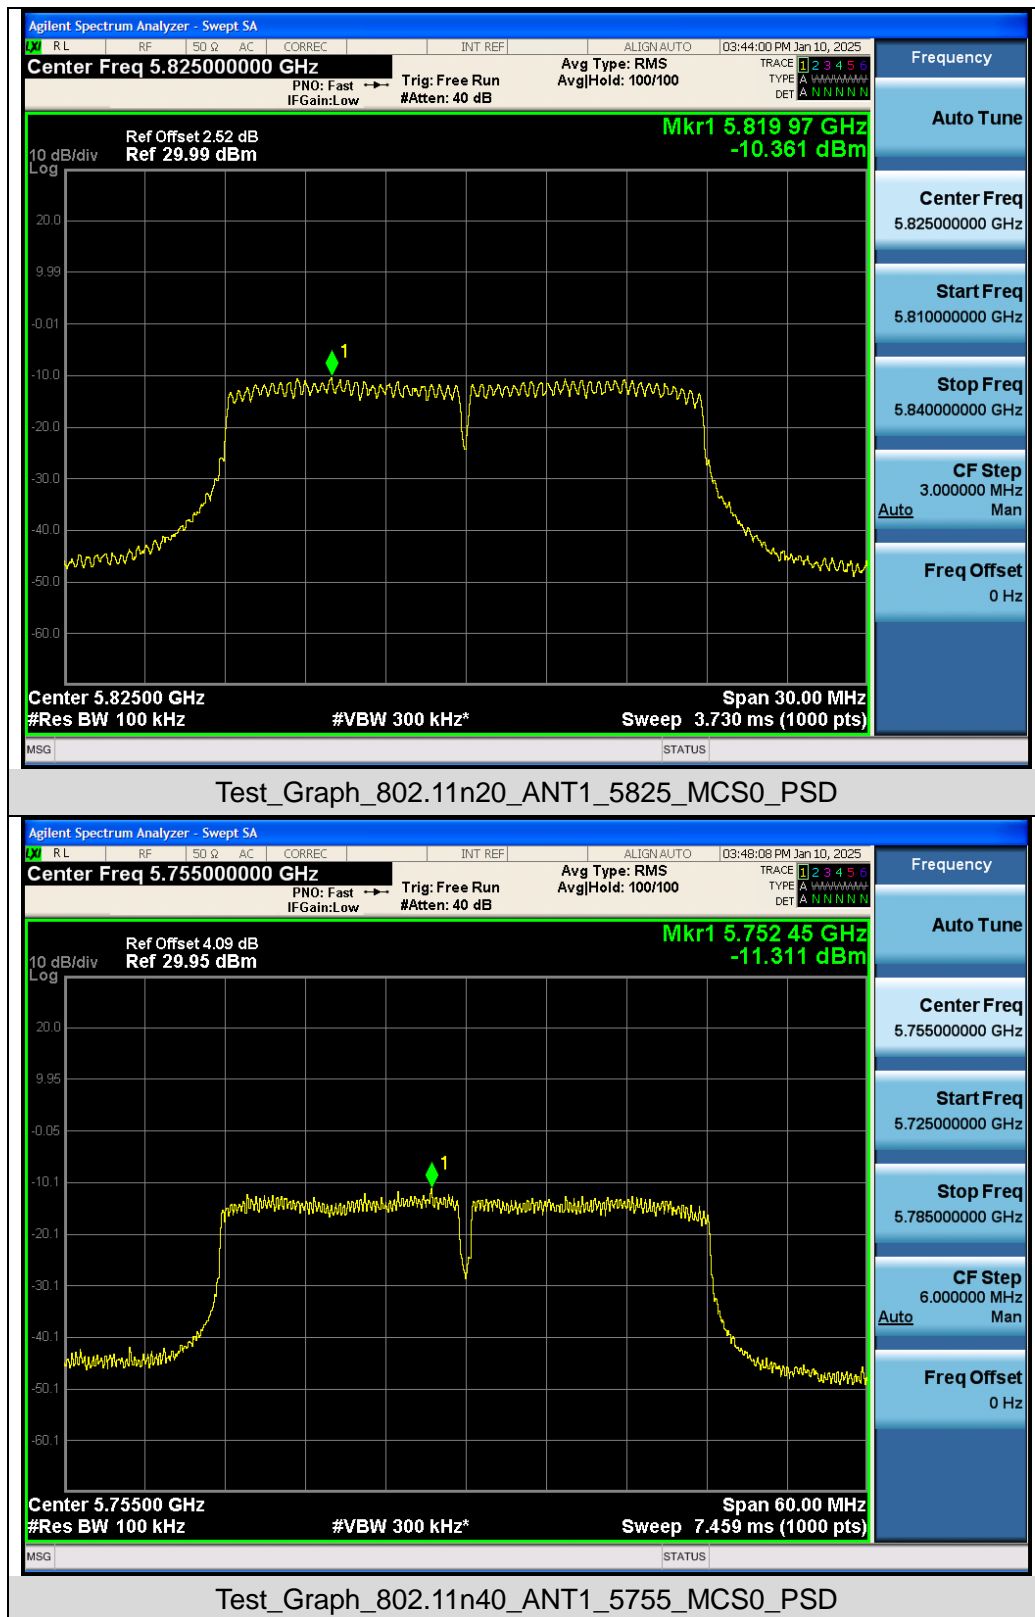 Agilent Spectrum Analyzer - Swept SA
LXI RL RF 50 Ω AC CORREC INT REF ALIGN AUTO 03:44:00 PM Jan 10, 2025
Center Freq 5.825000000 GHz
Avg Type: RMS
TRACE 1 2 3 4 5 6
PNO: Fast
IFGain:Low
Trig: Free Run
#Atten: 40 dB
Avg|Hold: 100/100
TYPE A WWWWW
DET A N N N N N
Mkr1 5.819 97 GHz
-10.361 dBm
Ref Offset 2.52 dB
10 dB/div Ref 29.99 dBm
Log
20.0
9.99
-0.01
-10.0
-20.0
-30.0
-40.0
-50.0
-60.0
1
Center 5.82500 GHz Span 30.00 MHz
#Res BW 100 kHz #VBW 300 kHz* Sweep 3.730 ms (1000 pts)
MSG STATUS
Frequency
Auto Tune
Center Freq
5.825000000 GHz
Start Freq
5.810000000 GHz
Stop Freq
5.840000000 GHz
CF Step
3.000000 MHz
Auto Man
Freq Offset
0 Hz
Test_Graph_802.11n20_ANT1_5825_MCS0_PSD
Agilent Spectrum Analyzer - Swept SA
LXI RL RF 50 Ω AC CORREC INT REF ALIGN AUTO 03:48:08 PM Jan 10, 2025
Center Freq 5.755000000 GHz
Avg Type: RMS
TRACE 1 2 3 4 5 6
PNO: Fast
IFGain:Low
Trig: Free Run
#Atten: 40 dB
Avg|Hold: 100/100
TYPE A WWWWW
DET A N N N N N
Mkr1 5.752 45 GHz
-11.311 dBm
Ref Offset 4.09 dB
10 dB/div Ref 29.95 dBm
Log
20.0
9.95
-0.05
-10.1
-20.1
-30.1
-40.1
-50.1
-60.1
1
Center 5.75500 GHz Span 60.00 MHz
#Res BW 100 kHz #VBW 300 kHz* Sweep 7.459 ms (1000 pts)
MSG STATUS
Frequency
Auto Tune
Center Freq
5.755000000 GHz
Start Freq
5.725000000 GHz
Stop Freq
5.785000000 GHz
CF Step
6.000000 MHz
Auto Man
Freq Offset
0 Hz
Test_Graph_802.11n40_ANT1_5755_MCS0_PSD